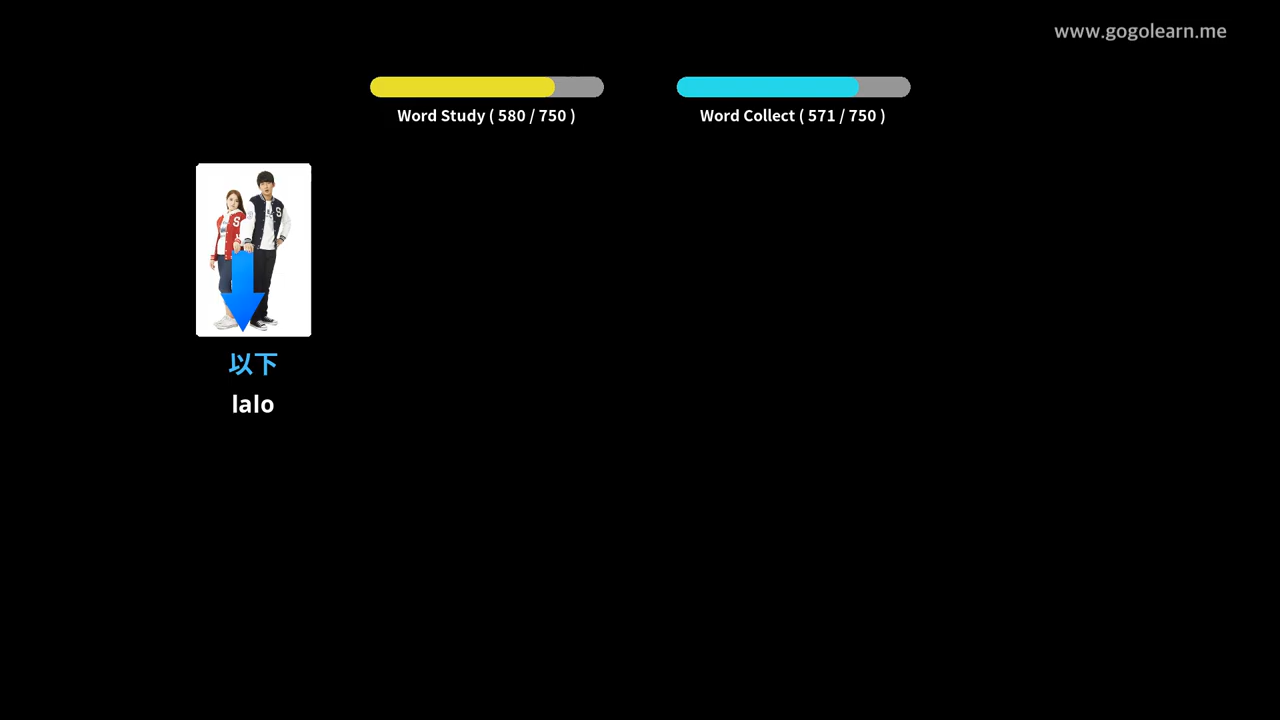 www.gogolearn.me
Word Study ( 580 / 750 )
Word Collect ( 571 / 750 )
S
S
以下
lalo